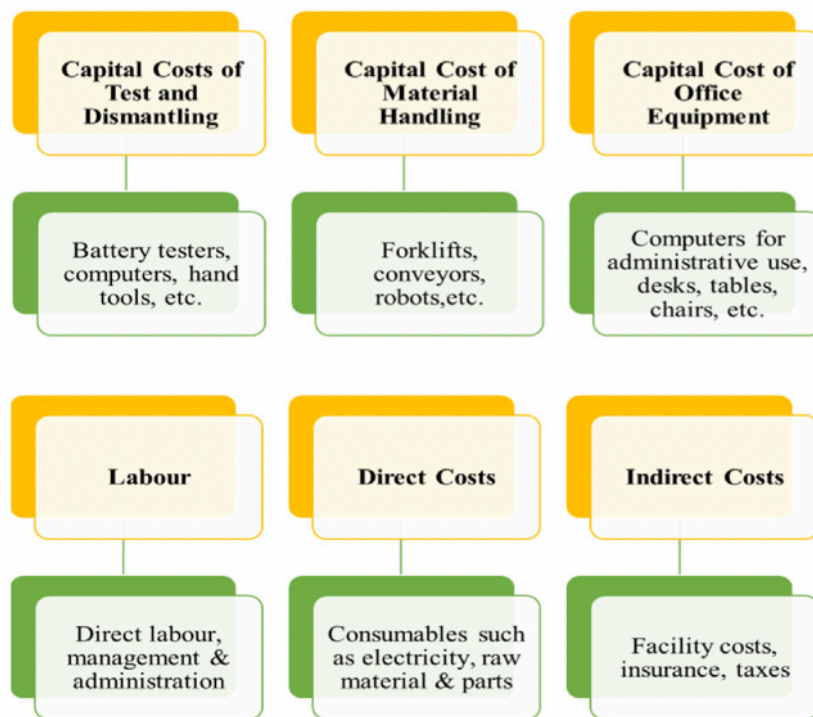 Capital Costs of
Test and
Dismantling
Capital Cost of
Material
Handling
Capital Cost of
Office
Equipment
Battery testers,
computers, hand
tools, etc.
Forklifts,
conveyors,
robots,etc.
Computers for
administrative use,
desks, tables,
chairs, etc.
Labour
Direct Costs
Indirect Costs
Direct labour,
management &
administration
Consumables such
as electricity, raw
material & parts
Facility costs,
insurance, taxes